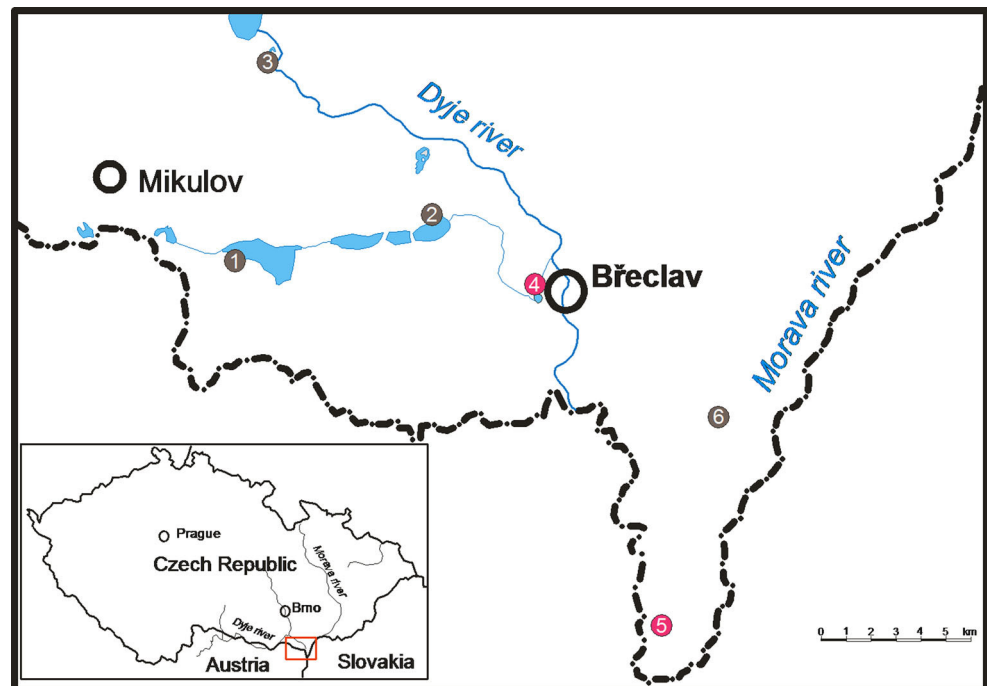 3
Dyje river
Mikulov
2
1
4
Břeclav
Morava river
6
5
Prague
Czech Republic
Morava river
Brno
Dyje river
Austria
Slovakia
0 1 2 3 4 5 km